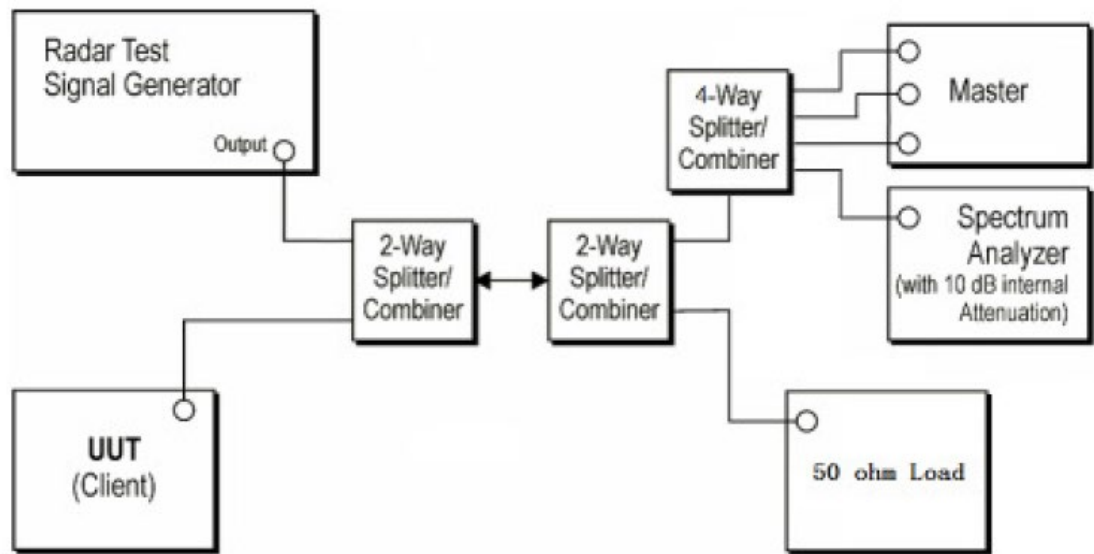 Radar Test
Signal Generator
Output
4-Way
Splitter/
Combiner
Master
2-Way
Splitter/
Combiner
2-Way
Splitter/
Combiner
Spectrum
Analyzer
(with 10 dB internal
Attenuation)
UUT
(Client)
50 ohm Load